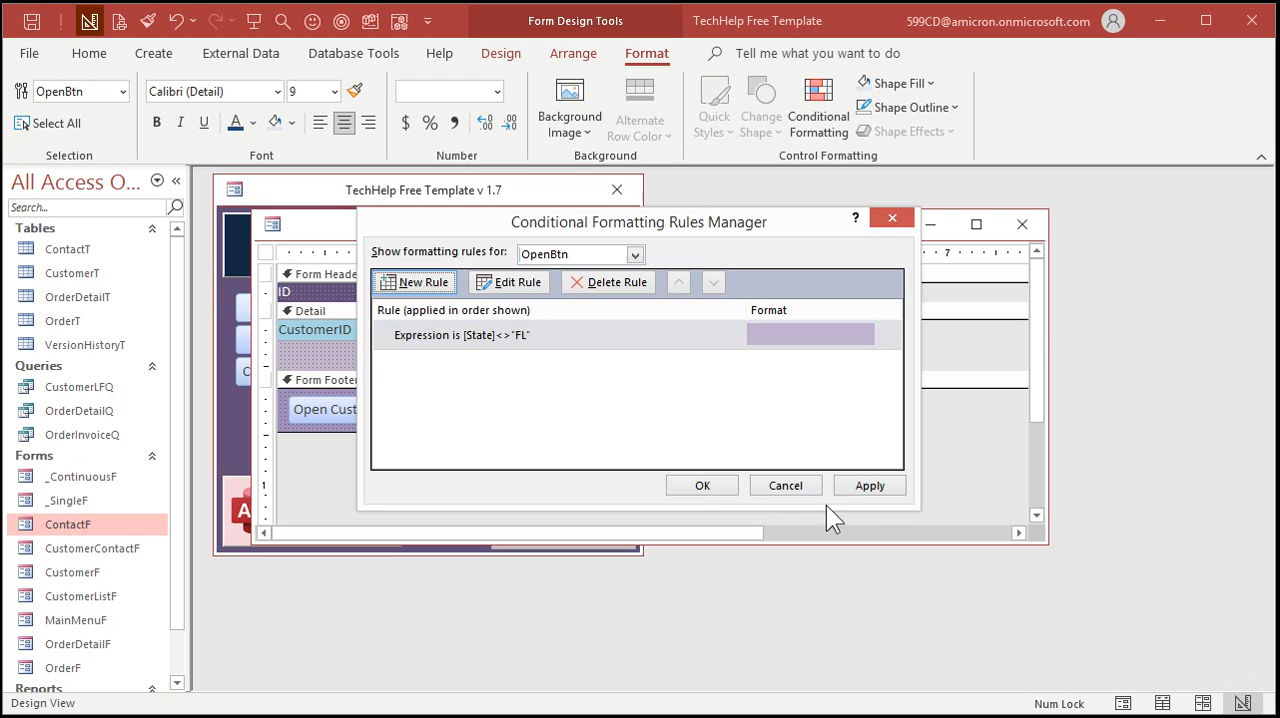 Form Design Tools
TechHelp Free Template
599CD@amicron.onmicrosoft.com
File Home Create External Data Database Tools Help Design Arrange Format Tell me what you want to do
OpenBtn
Select All
Selection
Calibri (Detail) 9
B I U A
Font
$ % 9 .00
Number
Background Image
Alternate Row Color
Background
Quick Styles
Change Shape
Conditional Formatting
Shape Fill
Shape Outline
Shape Effects
Control Formatting
All Access O...
Search...
Tables
ContactT
CustomerT
OrderDetailT
OrderT
VersionHistoryT
Queries
CustomerLFQ
OrderDetailQ
OrderInvoiceQ
Forms
_ContinuousF
_SingleF
ContactF
CustomerContactF
CustomerF
CustomerListF
MainMenuF
OrderDetailF
OrderF
Reports
TechHelp Free Template v 1.7
Form Heade
ID
Detail
CustomerID
Form Foote
Open Cust
C
A
1
7
Conditional Formatting Rules Manager
?
Show formatting rules for: OpenBtn
New Rule Edit Rule Delete Rule
Rule (applied in order shown) Format
Expression is [State]<>"FL"
OK Cancel Apply
Design View
Num Lock